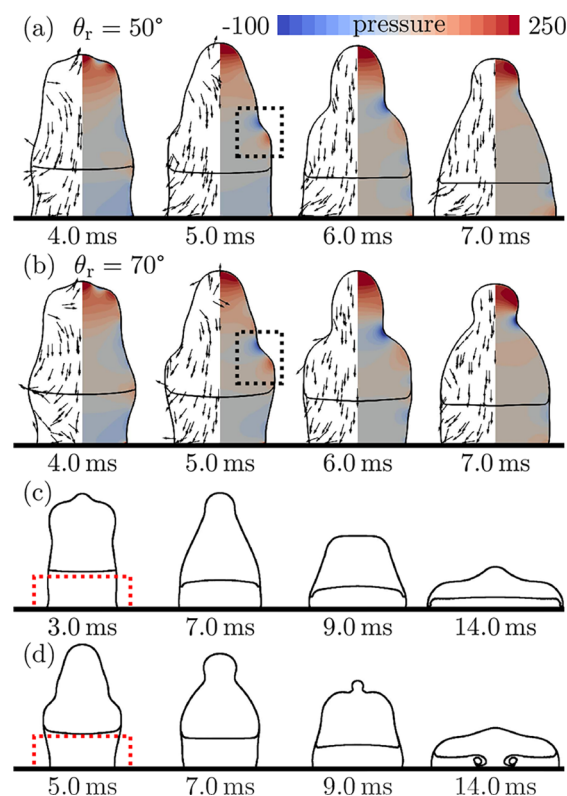 (a) θr = 50° -100 pressure 250
4.0 ms 5.0 ms 6.0 ms 7.0 ms
(b) θr = 70°
4.0 ms 5.0 ms 6.0 ms 7.0 ms
(c)
3.0 ms 7.0 ms 9.0 ms 14.0 ms
(d)
5.0 ms 7.0 ms 9.0 ms 14.0 ms